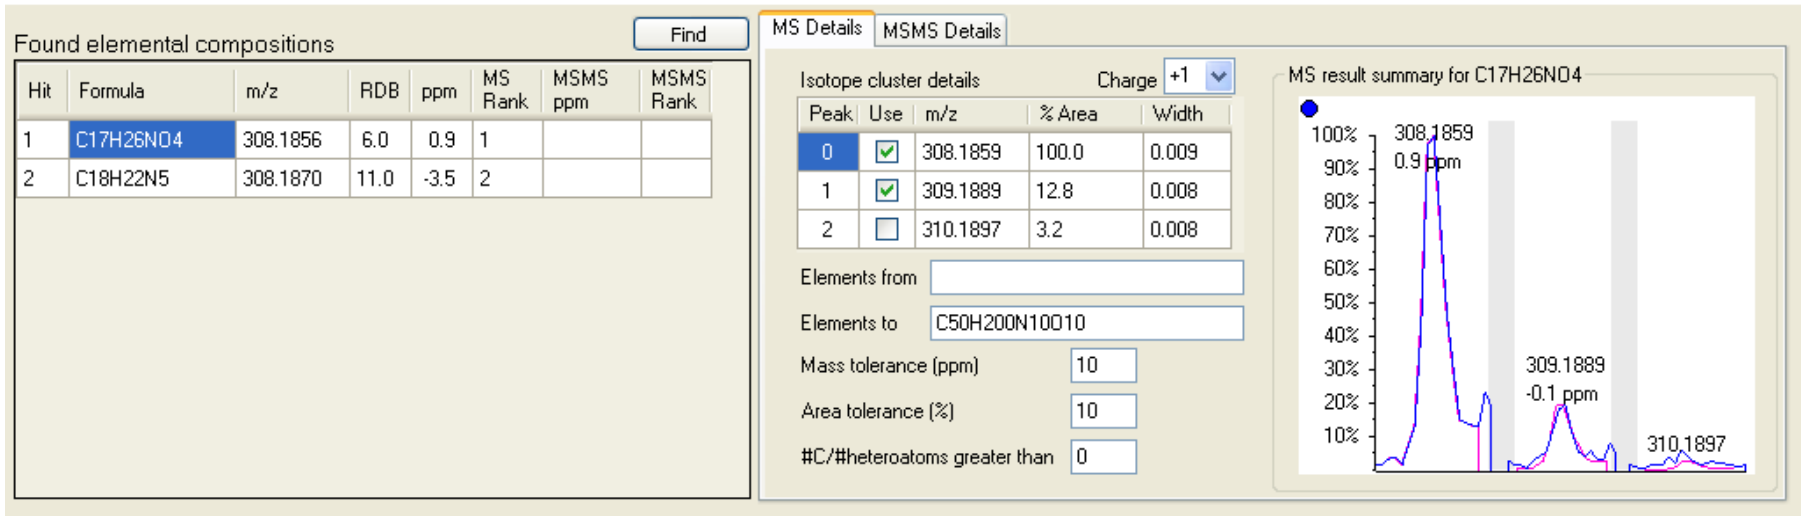 Found elemental compositions
Find
Hit Formula m/z RDB ppm MS Rank MSMS ppm MSMS Rank
1 C17H26NO4 308.1856 6.0 0.9 1
2 C18H22N5 308.1870 11.0 -3.5 2
MS Details MSMS Details
Isotope cluster details Charge +1
Peak Use m/z % Area Width
0 308.1859 100.0 0.009
1 309.1889 12.8 0.008
2 310.1897 3.2 0.008
Elements from
Elements to C50H200N10O10
Mass tolerance (ppm) 10
Area tolerance (%) 10
#C/#heteroatoms greater than 0
MS result summary for C17H26NO4
100%
90%
80%
70%
60%
50%
40%
30%
20%
10%
308.1859
0.9 ppm
309.1889
-0.1 ppm
310.1897